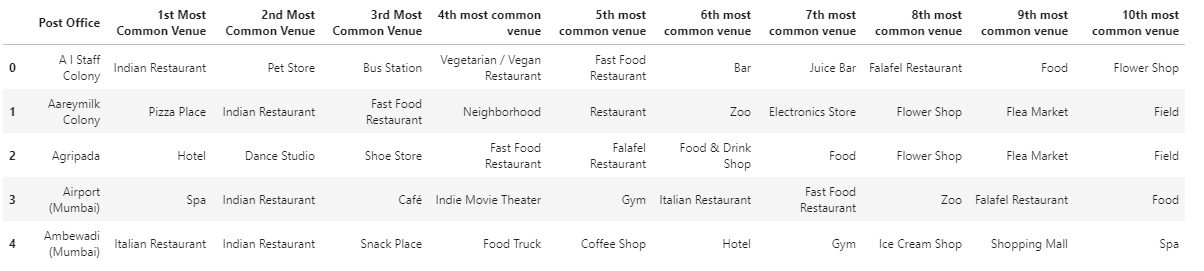 Post Office 1st Most Common Venue 2nd Most Common Venue 3rd Most Common Venue 4th most common venue 5th most common venue 6th most common venue 7th most common venue 8th most common venue 9th most common venue 10th most common venue
0 A I Staff Colony Indian Restaurant Pet Store Bus Station Vegetarian / Vegan Restaurant Fast Food Restaurant Bar Juice Bar Falafel Restaurant Food Flower Shop
1 Aareymilk Colony Pizza Place Indian Restaurant Fast Food Restaurant Neighborhood Restaurant Zoo Electronics Store Flower Shop Flea Market Field
2 Agripada Hotel Dance Studio Shoe Store Fast Food Restaurant Falafel Restaurant Food & Drink Shop Food Flower Shop Flea Market Field
3 Airport (Mumbai) Spa Indian Restaurant Café Indie Movie Theater Gym Italian Restaurant Fast Food Restaurant Zoo Falafel Restaurant Food
4 Ambewadi (Mumbai) Italian Restaurant Indian Restaurant Snack Place Food Truck Coffee Shop Hotel Gym Ice Cream Shop Shopping Mall Spa